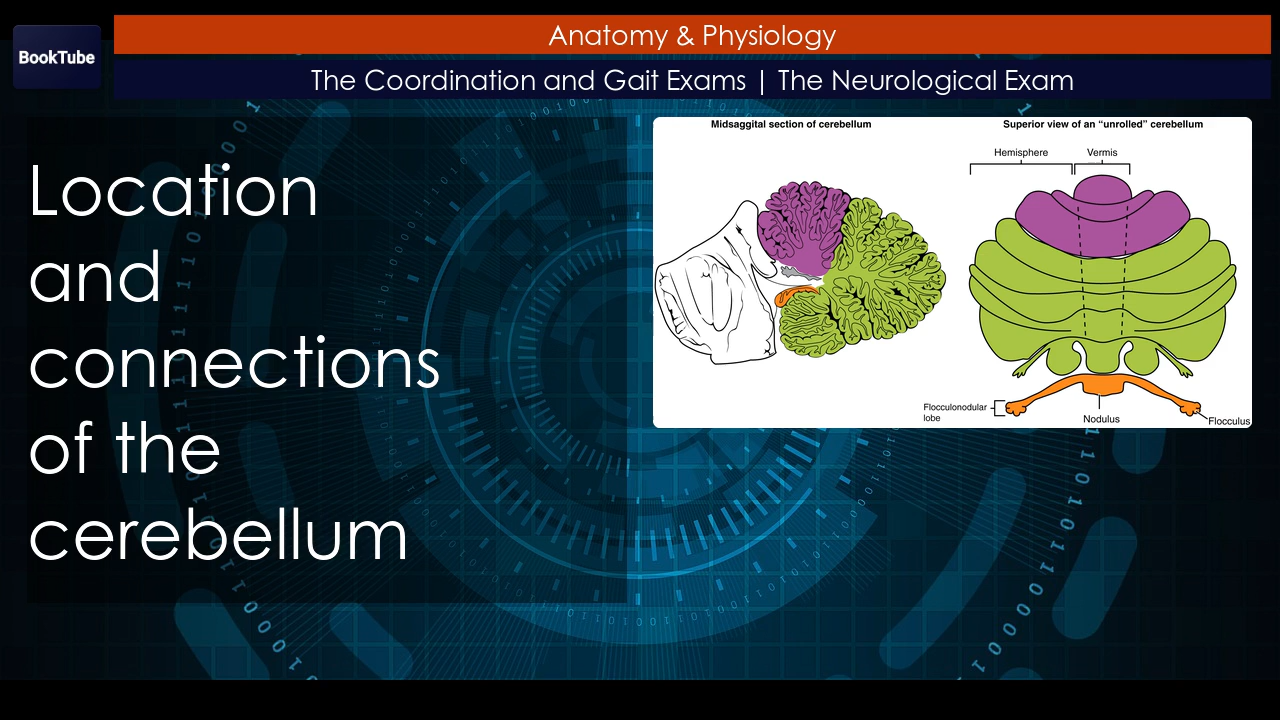 BookTube
Anatomy & Physiology
The Coordination and Gait Exams | The Neurological Exam
Location
and
connections
of the
cerebellum
Midsaggital section of cerebellum
Superior view of an “unrolled” cerebellum
Hemisphere
Vermis
Flocculonodular
lobe
Nodulus
Flocculus